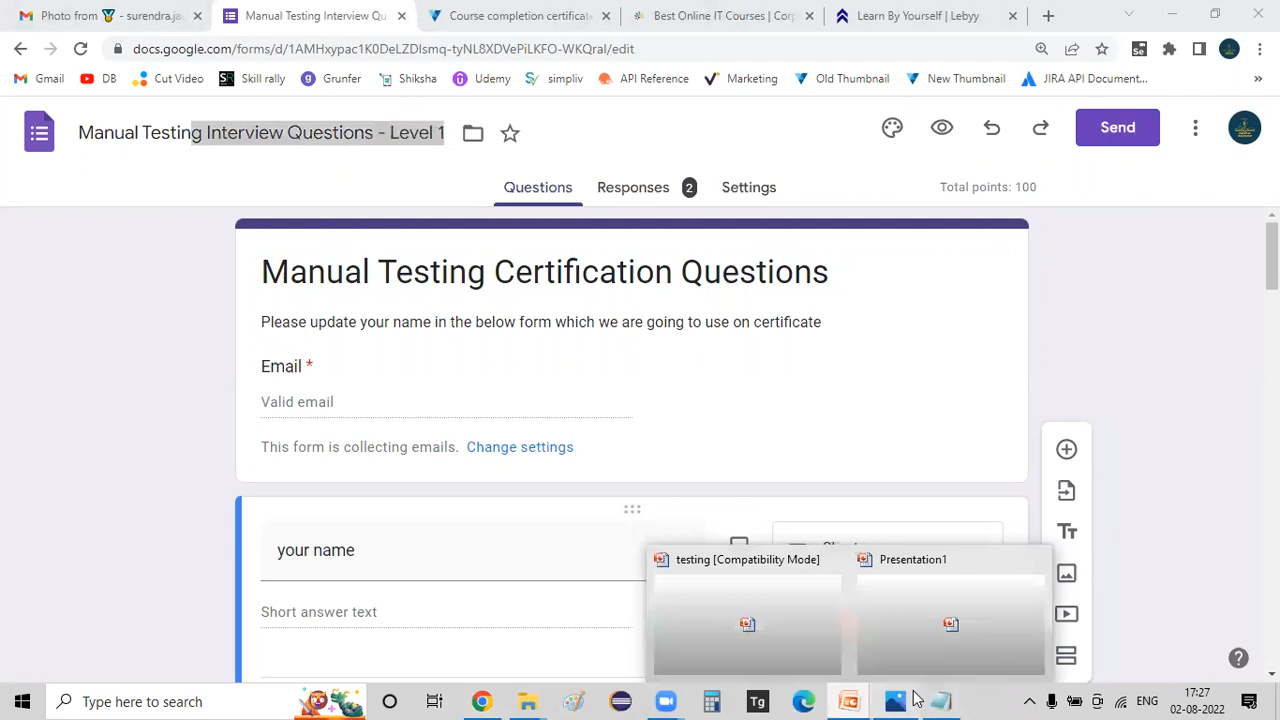 Photo from
- surendra.ja
Manual Testing Interview Qu
Course completion certificat
Best Online IT Courses | Cor
Learn By Yourself | Lebyy
docs.google.com/forms/d/1AMHxypac1K0DeLZDlsmq-tyNL8XDVePiLKFO-WKQraI/edit
Gmail
DB
Cut Video
Skill rally
Grunfer
Shiksha
Udemy
simpliv
API Reference
Marketing
Old Thumbnail
New Thumbnail
JIRA API Document...
»
Manual Testing Interview Questions - Level 1
Send
Questions
Responses 2
Settings
Total points: 100
Manual Testing Certification Questions
Please update your name in the below form which we are going to use on certificate
Email *
Valid email
This form is collecting emails. Change settings
your name
Short answer text
testing [Compatibility Mode]
Presentation1
Type here to search
Tg
ENG
17:27
02-08-2022